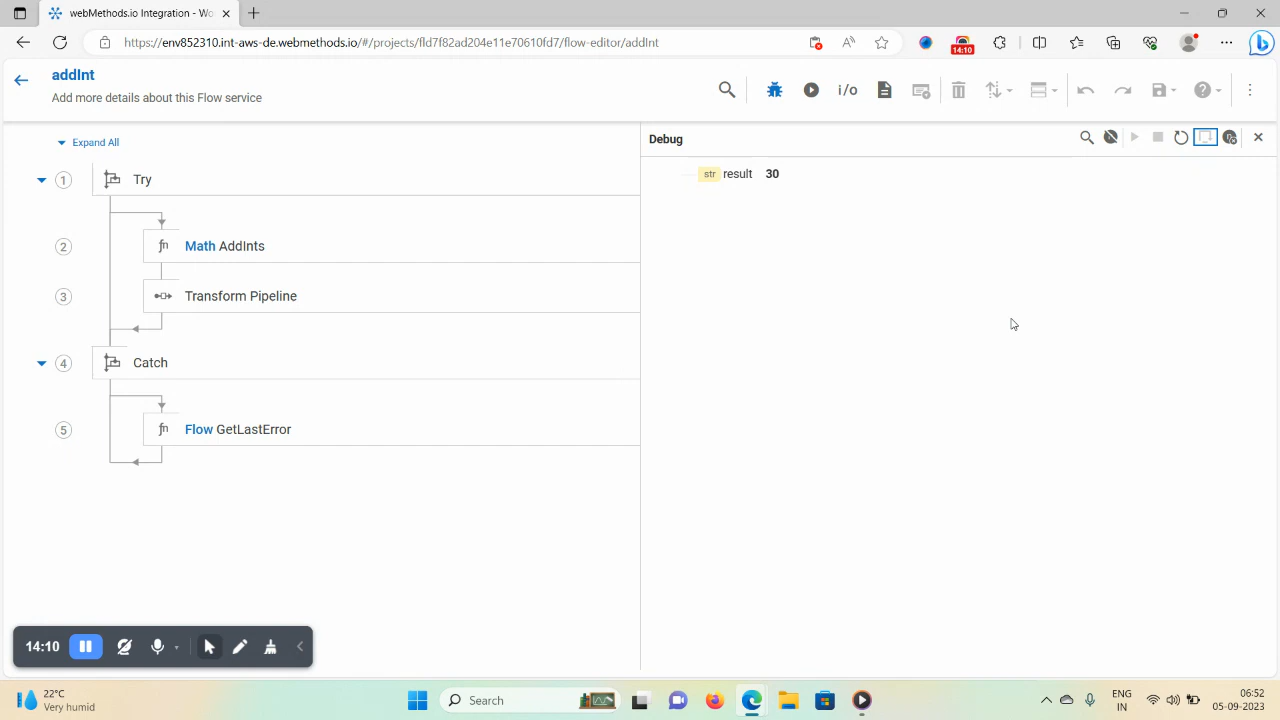 webMethods.io Integration - Wo
https://env852310.int-aws-de.webmethods.io/#/projects/fld7f82ad204e11e70610fd7/flow-editor/addInt
14:10
addInt
Add more details about this Flow service
i/o
Expand All
Debug
str result 30
1 Try
2 Math AddInts
3 Transform Pipeline
4 Catch
5 Flow GetLastError
14:10
22°C
Very humid
Search
ENG
IN
06:52
05-09-2023